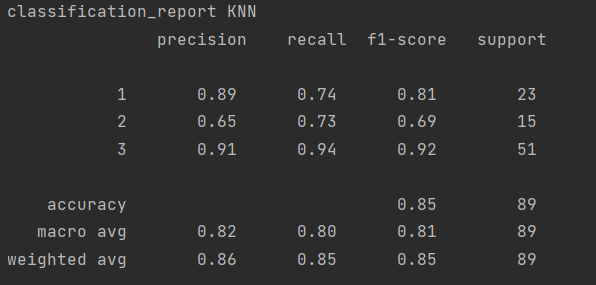 classification_report KNN
precision recall f1-score support
1 0.89 0.74 0.81 23
2 0.65 0.73 0.69 15
3 0.91 0.94 0.92 51
accuracy 0.85 89
macro avg 0.82 0.80 0.81 89
weighted avg 0.86 0.85 0.85 89